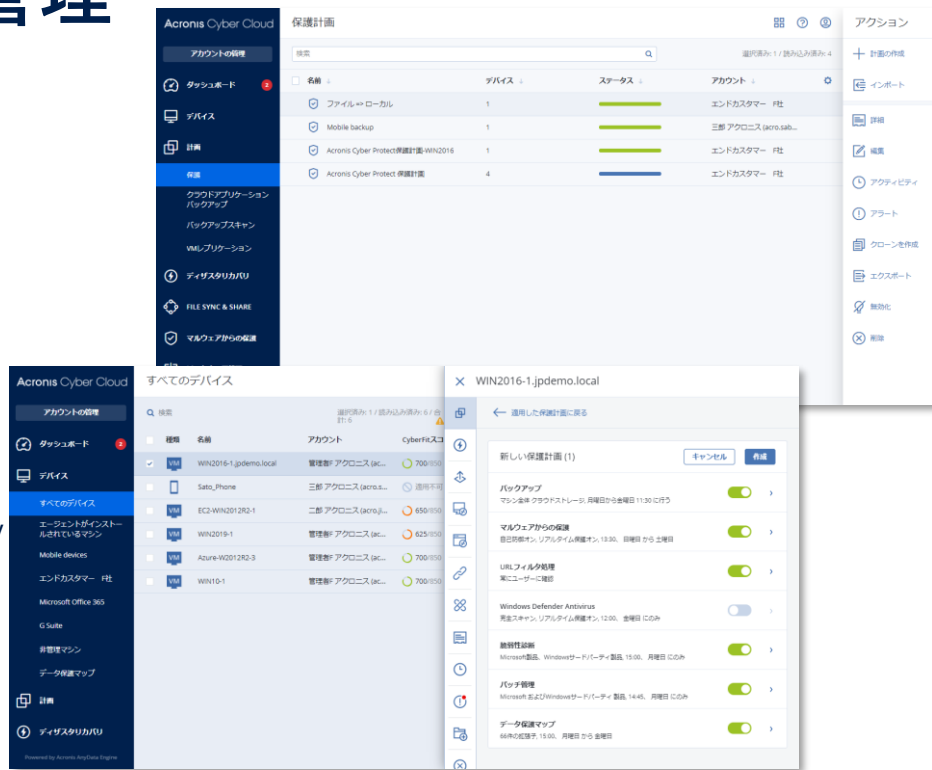 管理
Acronis Cyber Cloud
アカウントの管理
ダッシュボード
2
デバイス
計画
保護
クラウドアプリケーション
バックアップ
バックアップスキャン
VMレプリケーション
ディザスタリカバリ
FILE SYNC & SHARE
マルウェアからの保護
保護計画
検索
選択済み: 1 / 読み込み済み: 4
名前 デバイス ステータス アカウント
ファイル ⇔ ローカル 1 エンドカスタマー F社
Mobile backup 1 三郎 アクロニス (acro.sab...
Acronis Cyber Protect保護計画-WIN2016 1 エンドカスタマー F社
Acronis Cyber Protect 保護計画 4 エンドカスタマー F社
アクション
計画の作成
インポート
詳細
編集
アクティビティ
アラート
クローンを作成
エクスポート
無効化
削除
Acronis Cyber Cloud
アカウントの管理
ダッシュボード
2
デバイス
すべてのデバイス
エージェントがインストー
ルされているマシン
Mobile devices
エンドカスタマー F社
Microsoft Office 365
G Suite
非管理マシン
データ保護マップ
計画
ディザスタリカバリ
Powered by Acronis AnyData Engine
すべてのデバイス
検索
選択済み: 1 / 読み込み済み: 6 / 合
計: 6
種類 名前 アカウント CyberFitスコ
VM WIN2016-1.jpdemo.local 管理者F アクロニス (ac... 700/850
Sato_Phone 三郎 アクロニス (acro.s... 適用不可
VM EC2-WIN2012R2-1 二郎 アクロニス (acro.ji... 650/850
VM WIN2019-1 管理者F アクロニス (ac... 625/850
VM Azure-W2012R2-3 管理者F アクロニス (ac... 700/850
VM WIN10-1 管理者F アクロニス (ac... 700/850
WIN2016-1.jpdemo.local
適用した保護計画に戻る
新しい保護計画 (1)
キャンセル
作成
バックアップ
マシン全体 クラウドストレージ, 月曜日から金曜日 11:30 に行う
マルウェアからの保護
自己防御オン, リアルタイム保護オン, 13:30、 日曜日 から 土曜日
URLフィルタ処理
常にユーザーに確認
Windows Defender Antivirus
完全スキャン, リアルタイム保護オン, 12:00、 金曜日 にのみ
脆弱性診断
Microsoft製品、Windowsサードパーティ製品, 15:00、 月曜日 にのみ
パッチ管理
Microsoft およびWindowsサードパーティ 製品, 14:45、 月曜日 にのみ
データ保護マップ
66件の拡張子, 15:00、 月曜日 から 金曜日